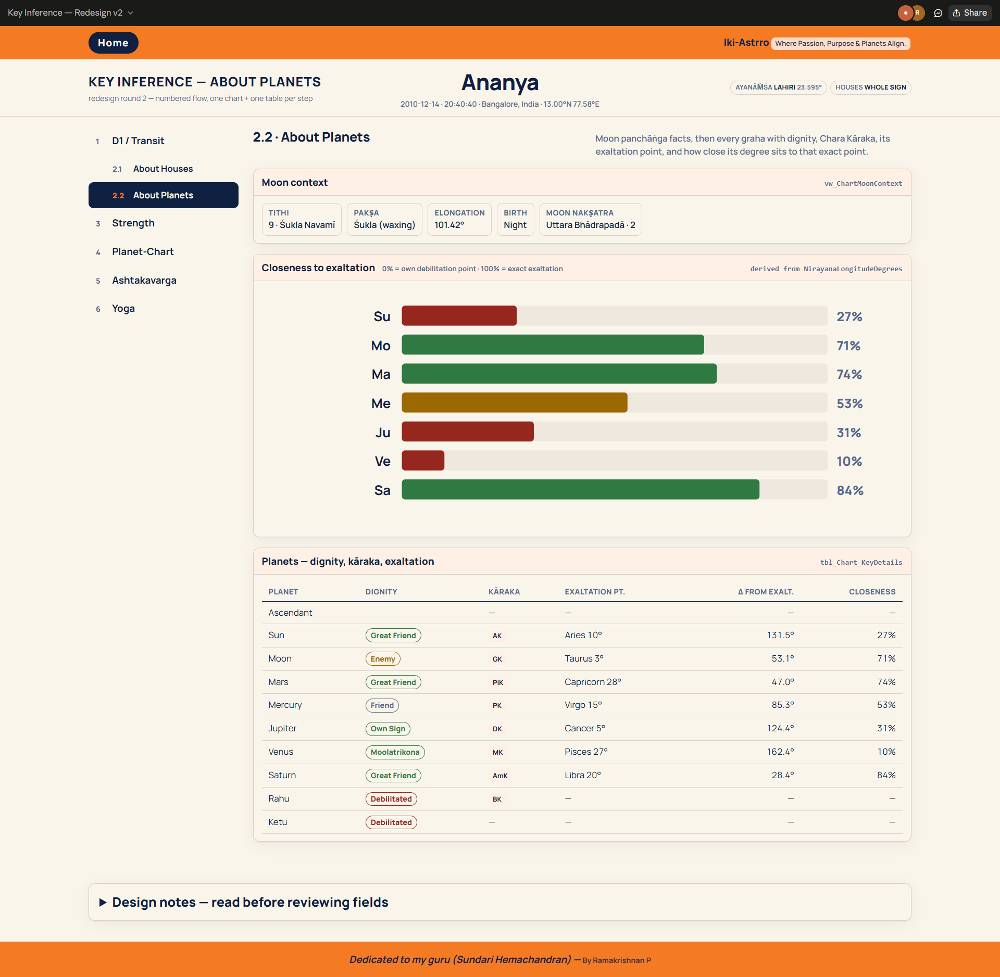 Key Inference — Redesign v2
R
Share
Home
Iki-Astrro Where Passion, Purpose & Planets Align.
KEY INFERENCE — ABOUT PLANETS
redesign round 2 — numbered flow, one chart + one table per step
Ananya
2010-12-14 · 20:40:40 · Bangalore, India · 13.00°N 77.58°E
AYANĀṀŚA LAHIRI 23.595°
HOUSES WHOLE SIGN
1 D1 / Transit
2.1 About Houses
2.2 About Planets
3 Strength
4 Planet-Chart
5 Ashtakavarga
6 Yoga
2.2 · About Planets
Moon panchāṅga facts, then every graha with dignity, Chara Kāraka, its
exaltation point, and how close its degree sits to that exact point.
Moon context vw_ChartMoonContext
TITHI
9 · Śukla Navamī
PAKṢA
Śukla (waxing)
ELONGATION
101.42°
BIRTH
Night
MOON NAKṢATRA
Uttara Bhādrapadā · 2
Closeness to exaltation 0% = own debilitation point · 100% = exact exaltation derived from NirayanaLongitudeDegrees
Su 27%
Mo 71%
Ma 74%
Me 53%
Ju 31%
Ve 10%
Sa 84%
Planets — dignity, kāraka, exaltation tbl_Chart_KeyDetails
PLANET DIGNITY KĀRAKA EXALTATION PT. Δ FROM EXALT. CLOSENESS
Ascendant — — — —
Sun Great Friend AK Aries 10° 131.5° 27%
Moon Enemy GK Taurus 3° 53.1° 71%
Mars Great Friend PiK Capricorn 28° 47.0° 74%
Mercury Friend PK Virgo 15° 85.3° 53%
Jupiter Own Sign DK Cancer 5° 124.4° 31%
Venus Moolatrikona MK Pisces 27° 162.4° 10%
Saturn Great Friend AmK Libra 20° 28.4° 84%
Rahu Debilitated BK — — —
Ketu Debilitated — — — —
Design notes — read before reviewing fields
Dedicated to my guru (Sundari Hemachandran) — By Ramakrishnan P